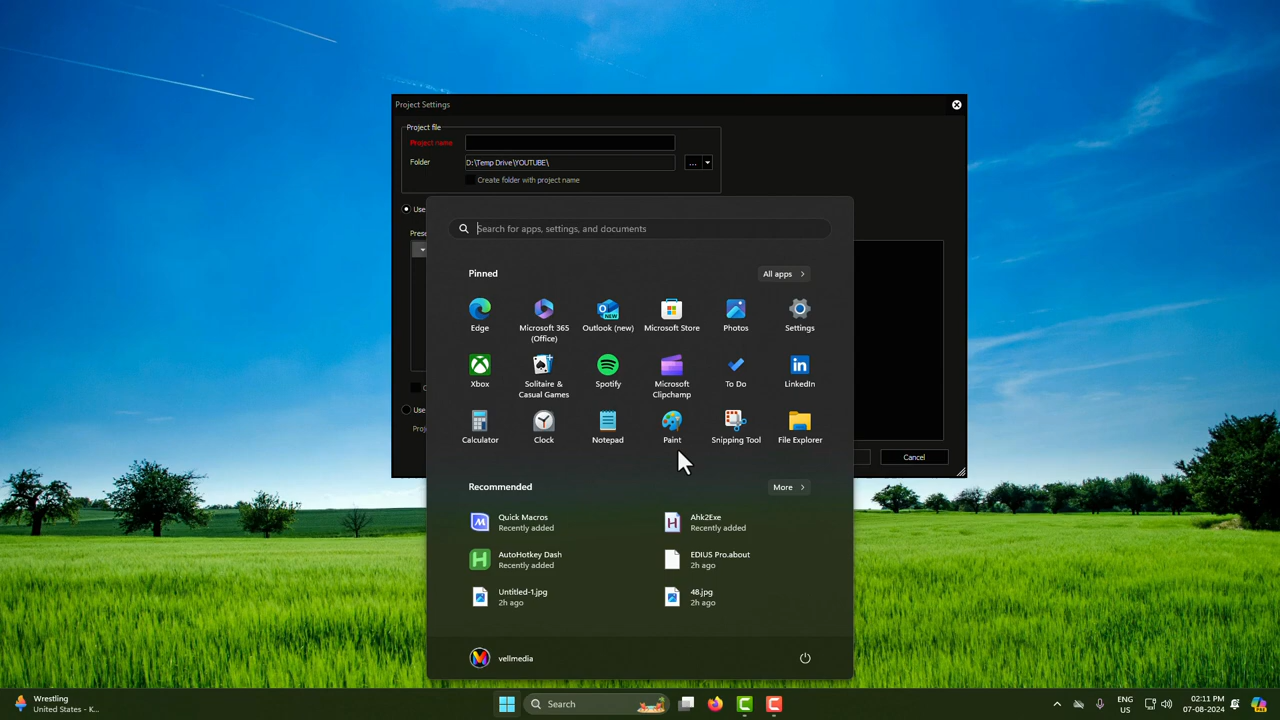 Project Settings
Project file
Project name
Folder
D:\Temp Drive\YOUTUBE\
...
Create folder with project name
Use
Search for apps, settings, and documents
Pinned
All apps
Edge
Microsoft 365
(Office)
Outlook (new)
Microsoft Store
Photos
Settings
Xbox
Solitaire &
Casual Games
Spotify
Microsoft
Clipchamp
To Do
LinkedIn
Calculator
Clock
Notepad
Paint
Snipping Tool
File Explorer
Cancel
Recommended
More
Quick Macros
Recently added
Ahk2Exe
Recently added
AutoHotkey Dash
Recently added
EDIUS Pro.about
2h ago
Untitled-1.jpg
2h ago
48.jpg
2h ago
vellmedia
Wrestling
United States - K...
Search
ENG
US
02:11 PM
07-08-2024